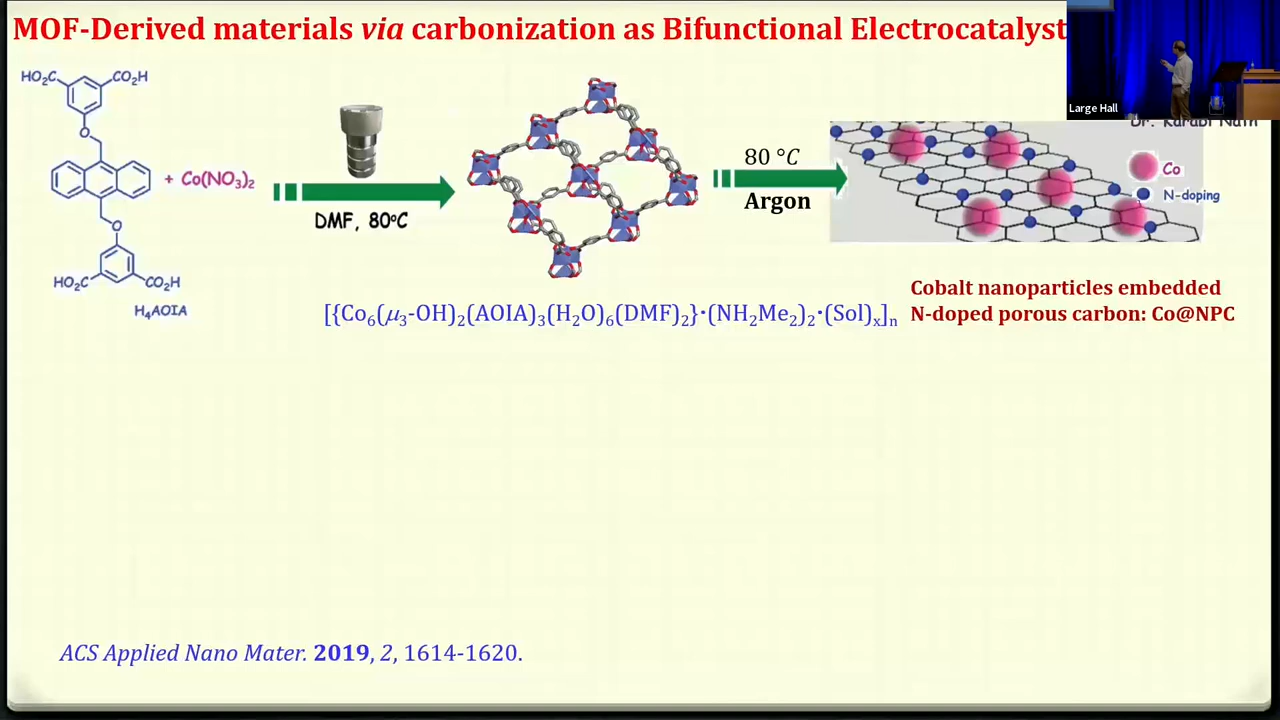 MOF-Derived materials via carbonization as Bifunctional Electrocatalyst
Large Hall
HO₂C
CO₂H
O
+ Co(NO₃)₂
O
HO₂C
CO₂H
H₄AOIA
DMF, 80ºC
80 °C
Argon
Dr. Karabi Nath
Co
N-doping
[{Co₆(μ₃-OH)₂(AOIA)₃(H₂O)₆(DMF)₂}·(NH₂Me₂)₂·(Sol)ₓ]ₙ
Cobalt nanoparticles embedded
N-doped porous carbon: Co@NPC
ACS Applied Nano Mater. 2019, 2, 1614-1620.